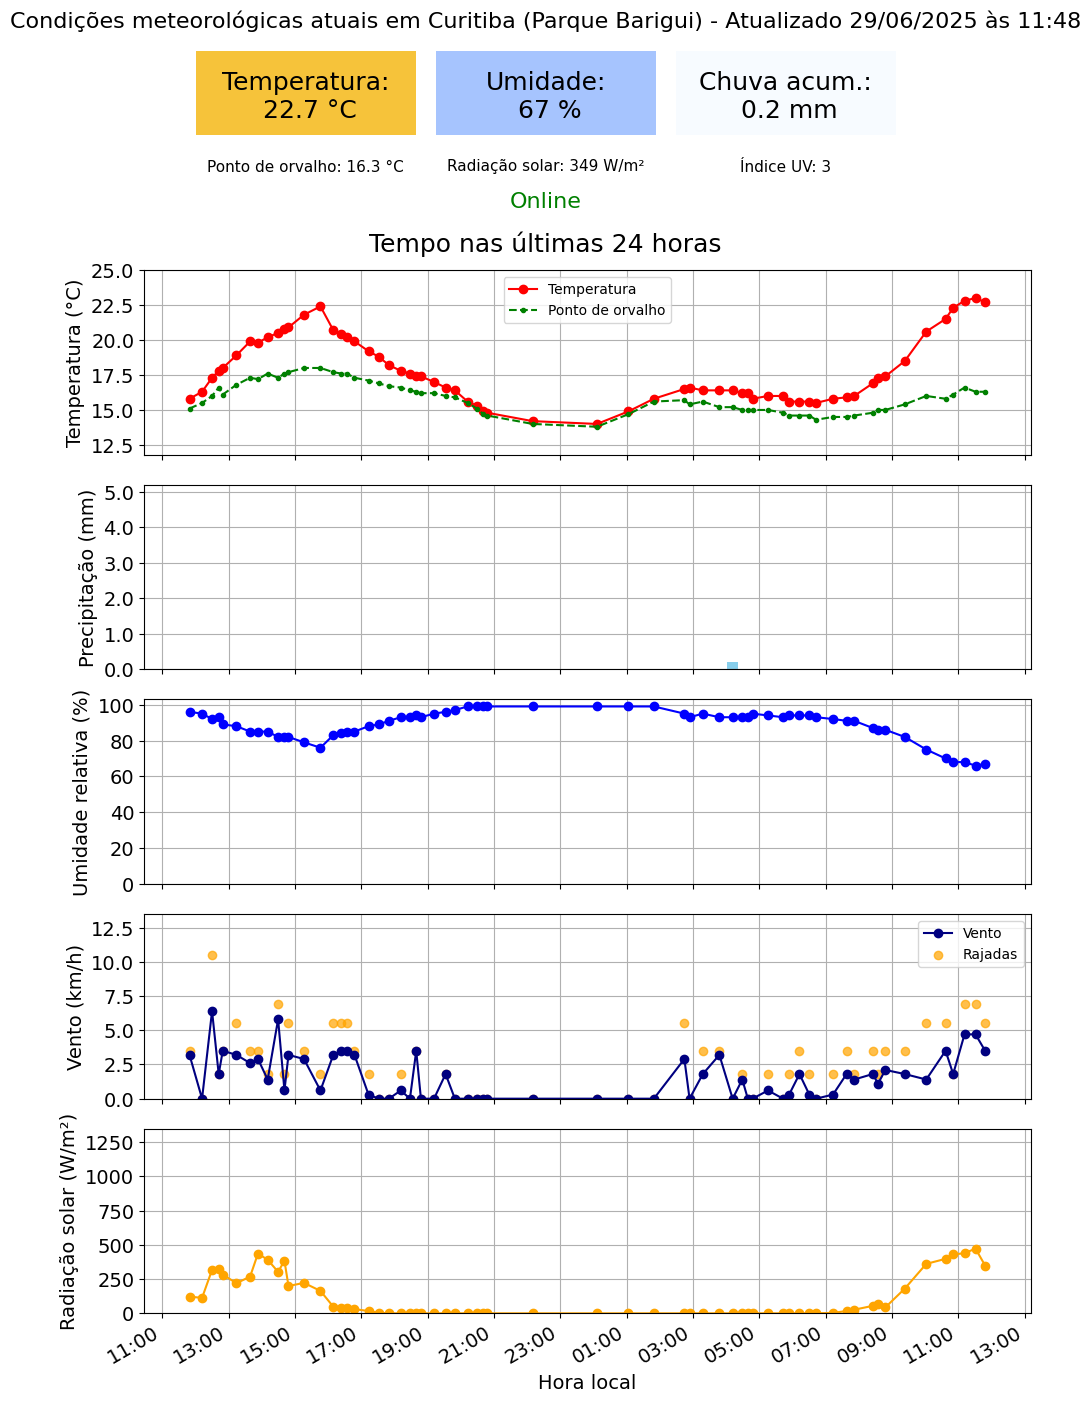 Condições meteorológicas atuais em Curitiba (Parque Barigui) - Atualizado 29/06/2025 às 11:48
Temperatura:
22.7 °C
Umidade:
67 %
Chuva acum.:
0.2 mm
Ponto de orvalho: 16.3 °C
Radiação solar: 349 W/m²
Índice UV: 3
Online
Tempo nas últimas 24 horas
Temperatura (°C)
25.0
22.5
20.0
17.5
15.0
12.5
Temperatura
Ponto de orvalho
Precipitação (mm)
5.0
4.0
3.0
2.0
1.0
0.0
Umidade relativa (%)
100
80
60
40
20
0
Vento (km/h)
12.5
10.0
7.5
5.0
2.5
0.0
Vento
Rajadas
Radiação solar (W/m²)
1250
1000
750
500
250
0
11:00
13:00
15:00
17:00
19:00
21:00
23:00
01:00
03:00
05:00
07:00
09:00
11:00
13:00
Hora local